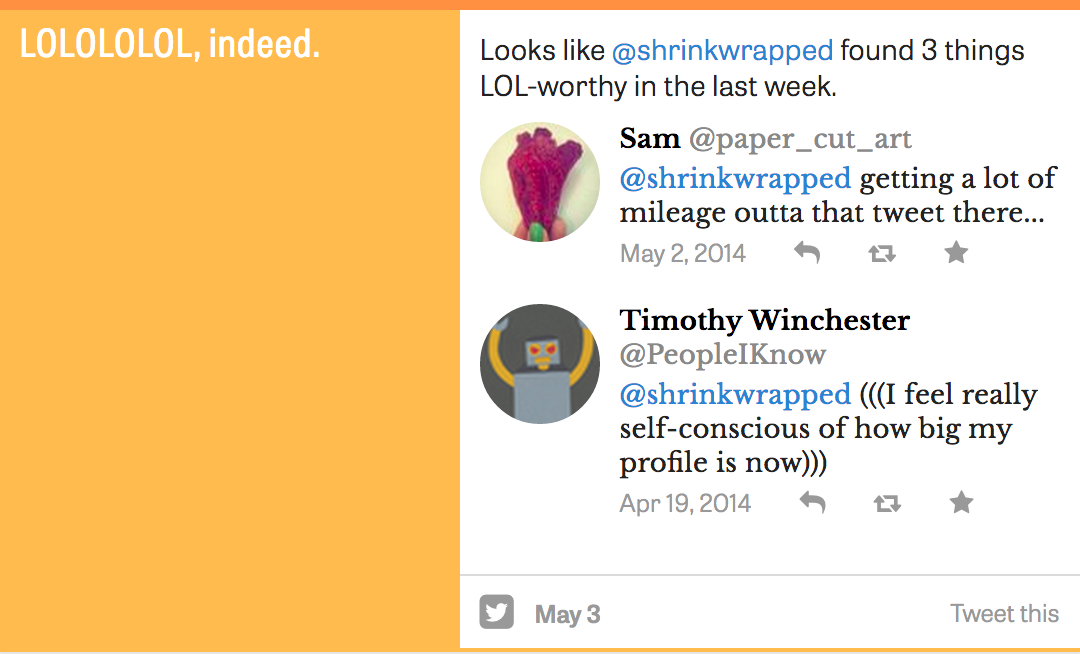 LOLOLOLOL, indeed.
Looks like @shrinkwrapped found 3 things
LOL-worthy in the last week.
Sam @paper_cut_art
@shrinkwrapped getting a lot of
mileage outta that tweet there...
May 2, 2014
Timothy Winchester
@PeopleIKnow
@shrinkwrapped (((I feel really
self-conscious of how big my
profile is now)))
Apr 19, 2014
May 3
Tweet this